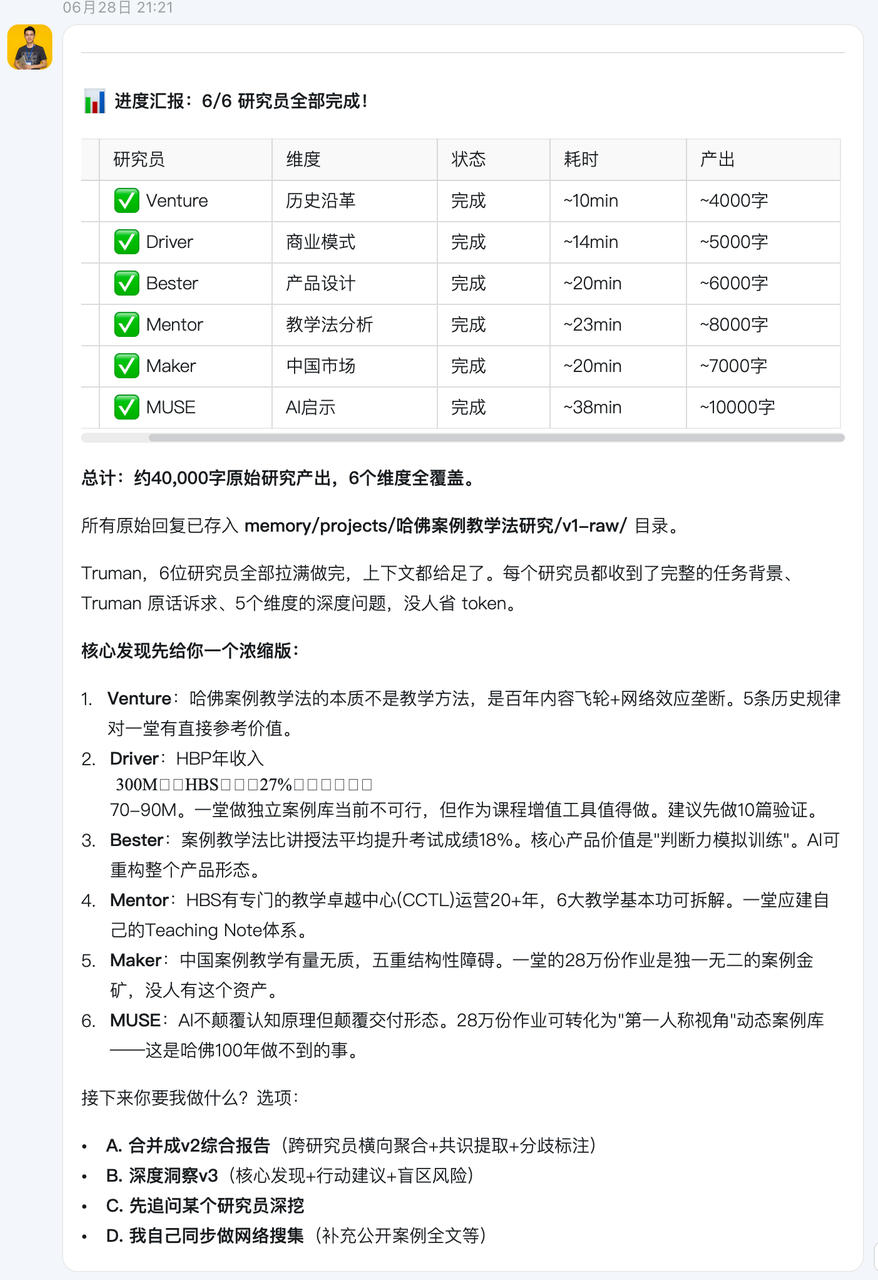 06月28日 21:21
📊 进度汇报：6/6 研究员全部完成！
研究员 维度 状态 耗时 产出
✅ Venture 历史沿革 完成 ~10min ~4000字
✅ Driver 商业模式 完成 ~14min ~5000字
✅ Bester 产品设计 完成 ~20min ~6000字
✅ Mentor 教学法分析 完成 ~23min ~8000字
✅ Maker 中国市场 完成 ~20min ~7000字
✅ MUSE AI启示 完成 ~38min ~10000字
总计：约40,000字原始研究产出，6个维度全覆盖。
所有原始回复已存入 memory/projects/哈佛案例教学法研究/v1-raw/ 目录。
Truman，6位研究员全部拉满做完，上下文都给足了。每个研究员都收到了完整的任务背景、
Truman 原话诉求、5个维度的深度问题，没人省 token。
核心发现先给你一个浓缩版：
1. Venture：哈佛案例教学法的本质不是教学方法，是百年内容飞轮+网络效应垄断。5条历史规律
对一堂有直接参考价值。
2. Driver：HBP年收入
300M□□HBS□□□27%□□□□□□
70–90M。一堂做独立案例库当前不可行，但作为课程增值工具值得做。建议先做10篇验证。
3. Bester：案例教学法比讲授法平均提升考试成绩18%。核心产品价值是"判断力模拟训练"。AI可
重构整个产品形态。
4. Mentor：HBS有专门的教学卓越中心(CCTL)运营20+年，6大教学基本功可拆解。一堂应建自
己的Teaching Note体系。
5. Maker：中国案例教学有量无质，五重结构性障碍。一堂的28万份作业是独一无二的案例金
矿，没人有这个资产。
6. MUSE：AI不颠覆认知原理但颠覆交付形态。28万份作业可转化为"第一人称视角"动态案例库
——这是哈佛100年做不到的事。
接下来你要我做什么？选项：
• A. 合并成v2综合报告（跨研究员横向聚合+共识提取+分歧标注）
• B. 深度洞察v3（核心发现+行动建议+盲区风险）
• C. 先追问某个研究员深挖
• D. 我自己同步做网络搜集（补充公开案例全文等）